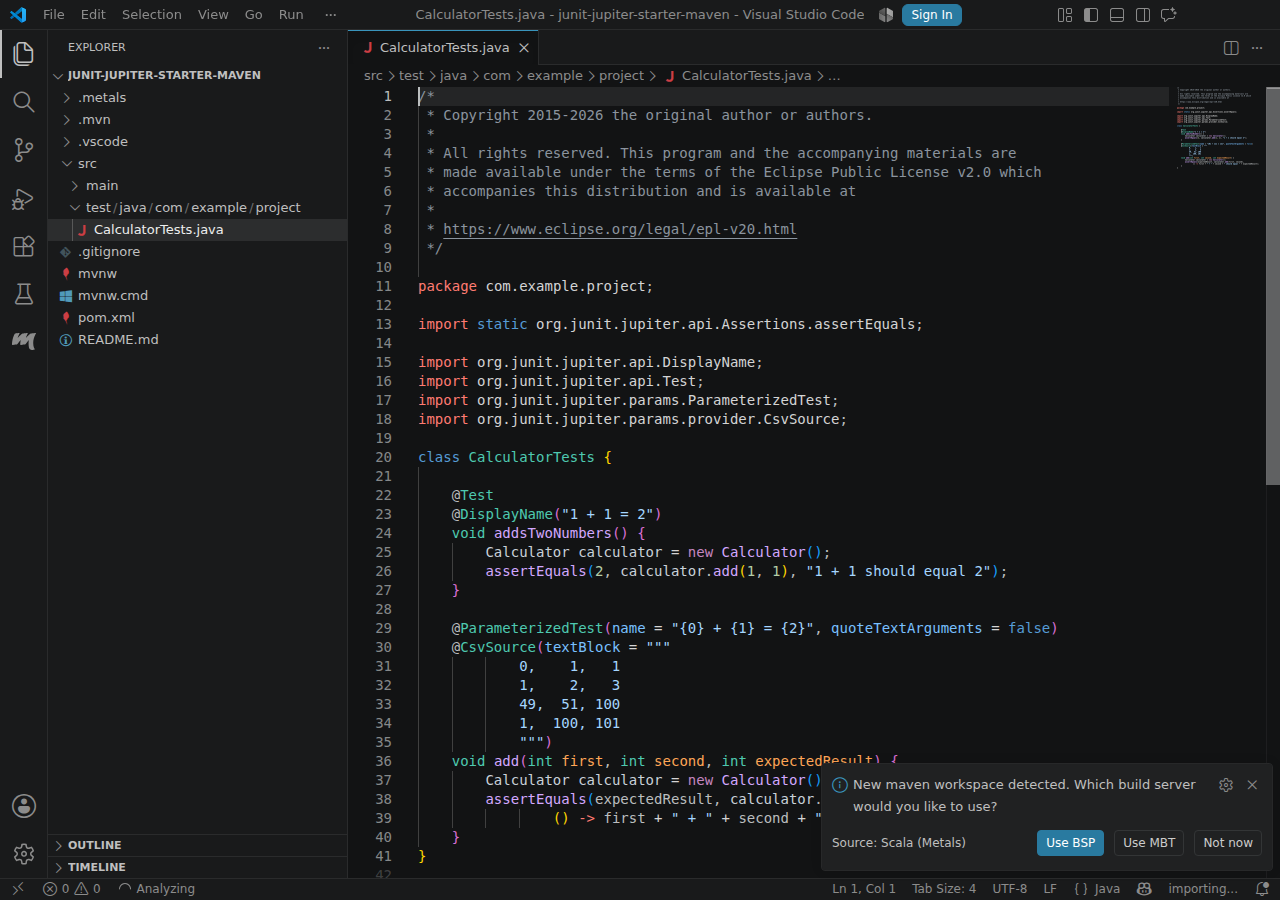 File Edit Selection View Go Run ··· CalculatorTests.java - junit-jupiter-starter-maven - Visual Studio Code Sign In
EXPLORER ···
JUNIT-JUPITER-STARTER-MAVEN
.metals
.mvn
.vscode
src
main
test/java/com/example/project
CalculatorTests.java
.gitignore
mvnw
mvnw.cmd
pom.xml
README.md
OUTLINE
TIMELINE
CalculatorTests.java
src > test > java > com > example > project > CalculatorTests.java > ...
1 /*
2  * Copyright 2015-2026 the original author or authors.
3  *
4  * All rights reserved. This program and the accompanying materials are
5  * made available under the terms of the Eclipse Public License v2.0 which
6  * accompanies this distribution and is available at
7  *
8  * https://www.eclipse.org/legal/epl-v20.html
9  */
10
11 package com.example.project;
12
13 import static org.junit.jupiter.api.Assertions.assertEquals;
14
15 import org.junit.jupiter.api.DisplayName;
16 import org.junit.jupiter.api.Test;
17 import org.junit.jupiter.params.ParameterizedTest;
18 import org.junit.jupiter.params.provider.CsvSource;
19
20 class CalculatorTests {
21
22     @Test
23     @DisplayName("1 + 1 = 2")
24     void addsTwoNumbers() {
25         Calculator calculator = new Calculator();
26         assertEquals(2, calculator.add(1, 1), "1 + 1 should equal 2");
27     }
28
29     @ParameterizedTest(name = "{0} + {1} = {2}", quoteTextArguments = false)
30     @CsvSource(textBlock = """
31             0,    1,   1
32             1,    2,   3
33             49,  51, 100
34             1,  100, 101
35             """)
36     void add(int first, int second, int expectedResult) {
37         Calculator calculator = new Calculator()
38         assertEquals(expectedResult, calculator.
39                 () -> first + " + " + second + "
40     }
41 }
42
New maven workspace detected. Which build server
would you like to use?
Source: Scala (Metals) Use BSP Use MBT Not now
0 0 Analyzing Ln 1, Col 1 Tab Size: 4 UTF-8 LF { } Java importing...